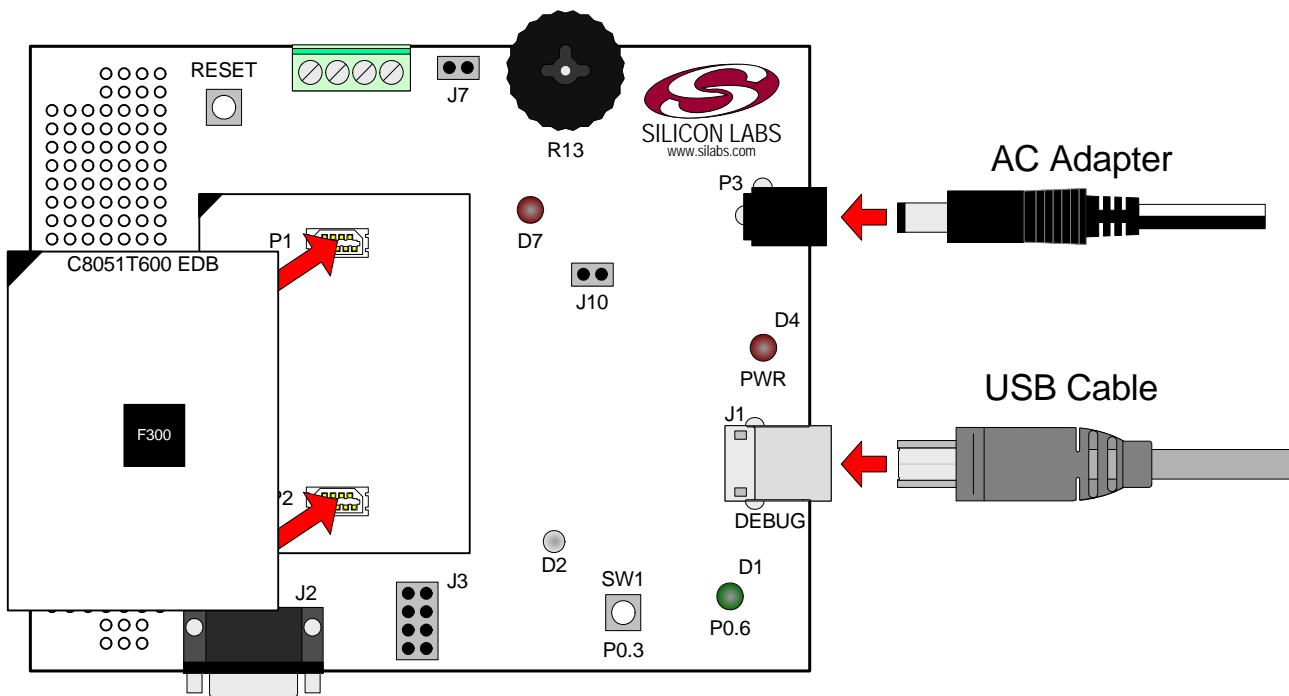 RESET
J7
R13
SILICON LABS
www.silabs.com
AC Adapter
P3
P1
D7
C8051T600 EDB
J10
D4
PWR
USB Cable
J1
F300
P2
DEBUG
D2
D1
SW1
J3
J2
P0.6
P0.3